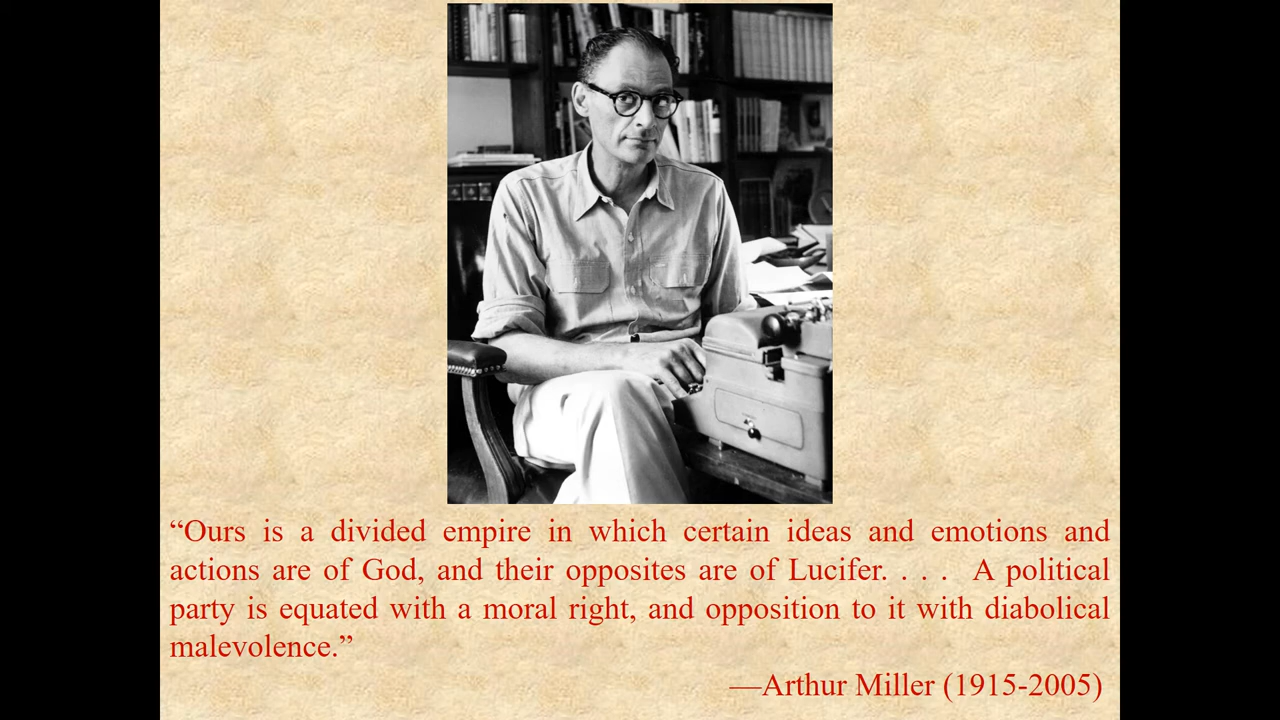 “Ours is a divided empire in which certain ideas and emotions and
actions are of God, and their opposites are of Lucifer. . . .  A political
party is equated with a moral right, and opposition to it with diabolical
malevolence.”
—Arthur Miller (1915-2005)